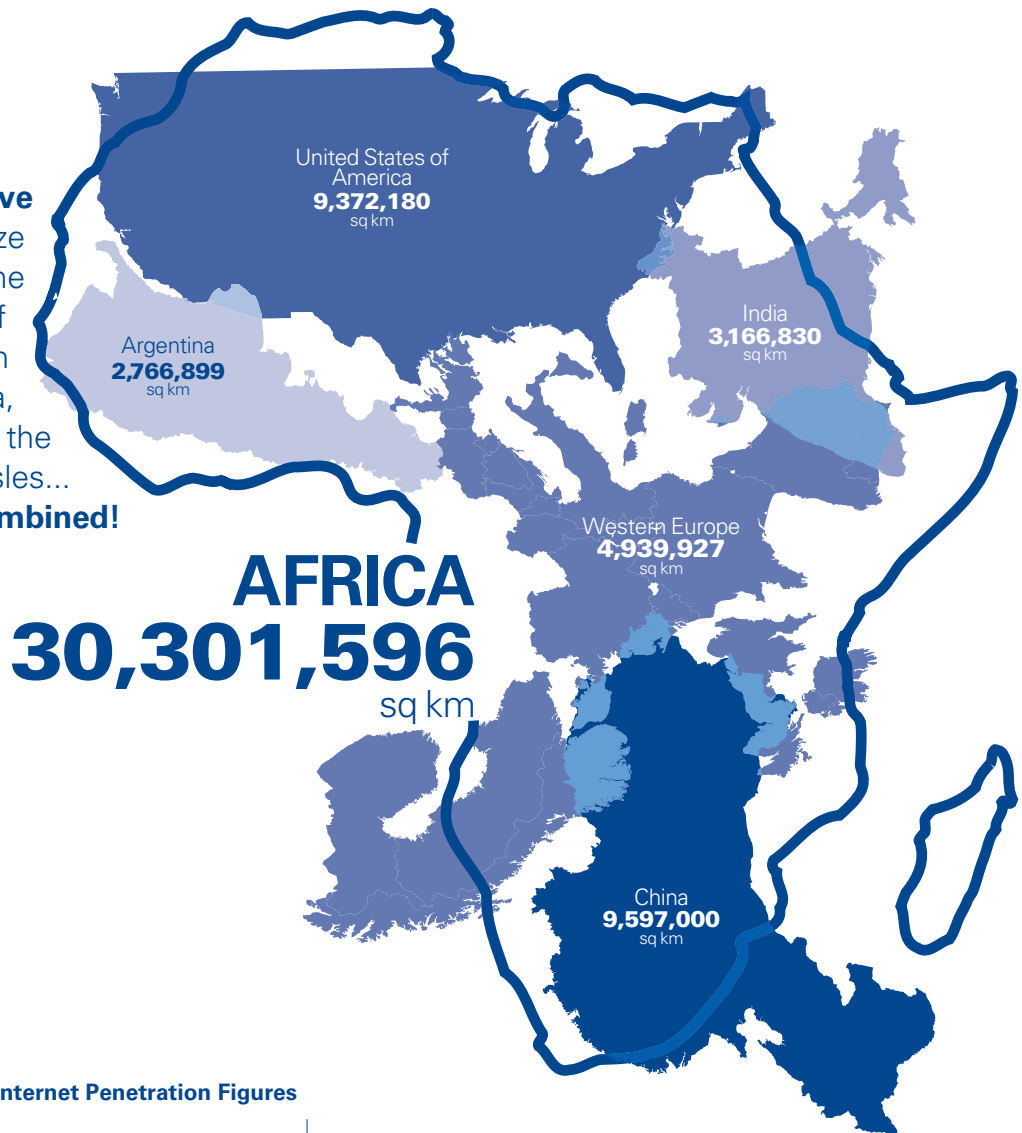 United States of
America
9,372,180
sq km
ve
ze
ne
f
n
a,
the
sles...
mbined!
Argentina
2,766,899
sq km
India
3,166,830
sq km
Western Europe
4,939,927
sq km
AFRICA
30,301,596
sq km
China
9,597,000
sq km
nternet Penetration Figures